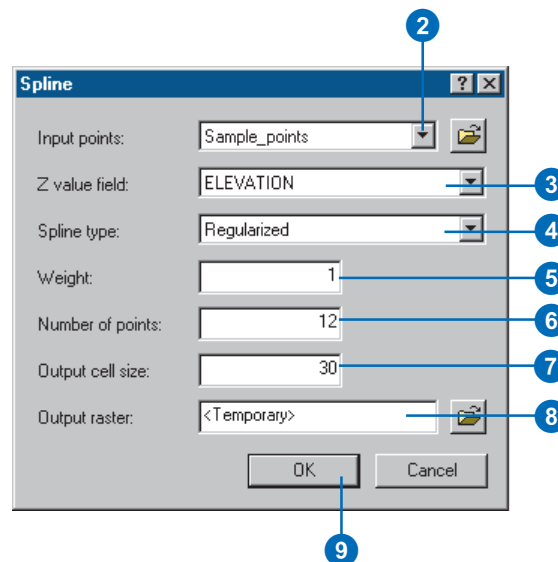 2
Spline
?
Input points: Sample_points
Z value field: ELEVATION 3
Spline type: Regularized 4
Weight: 1 5
Number of points: 12 6
Output cell size: 30 7
Output raster: <Temporary> 8
OK Cancel
9